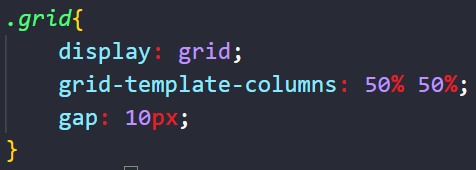 .grid{
    display: grid;
    grid-template-columns: 50% 50%;
    gap: 10px;
}